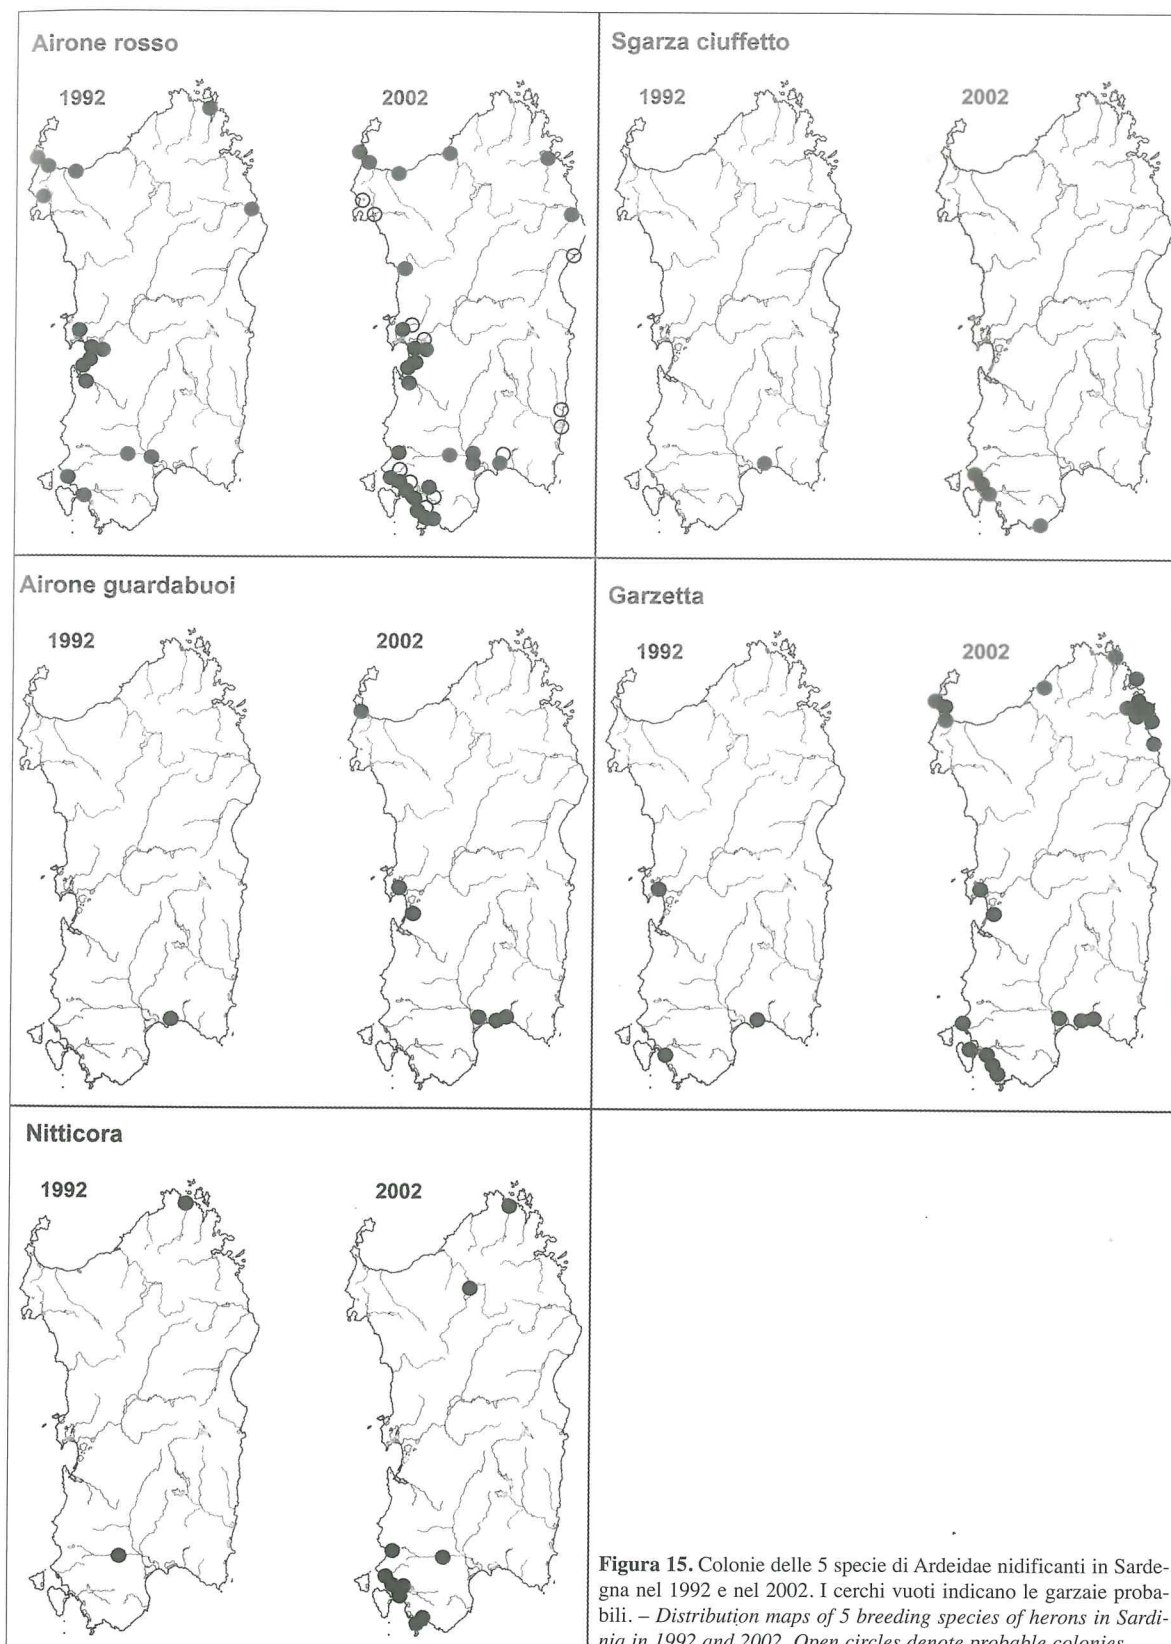 Airone rosso
1992
2002
Sgarza ciuffetto
1992
2002
Airone guardabuoi
1992
2002
Garzetta
1992
2002
Nitticora
1992
2002
Figura 15. Colonie delle 5 specie di Ardeidae nidificanti in Sarde-
gna nel 1992 e nel 2002. I cerchi vuoti indicano le garzaie proba-
bili. – Distribution maps of 5 breeding species of herons in Sardi-
nia in 1992 and 2002. Open circles denote probable colonies.